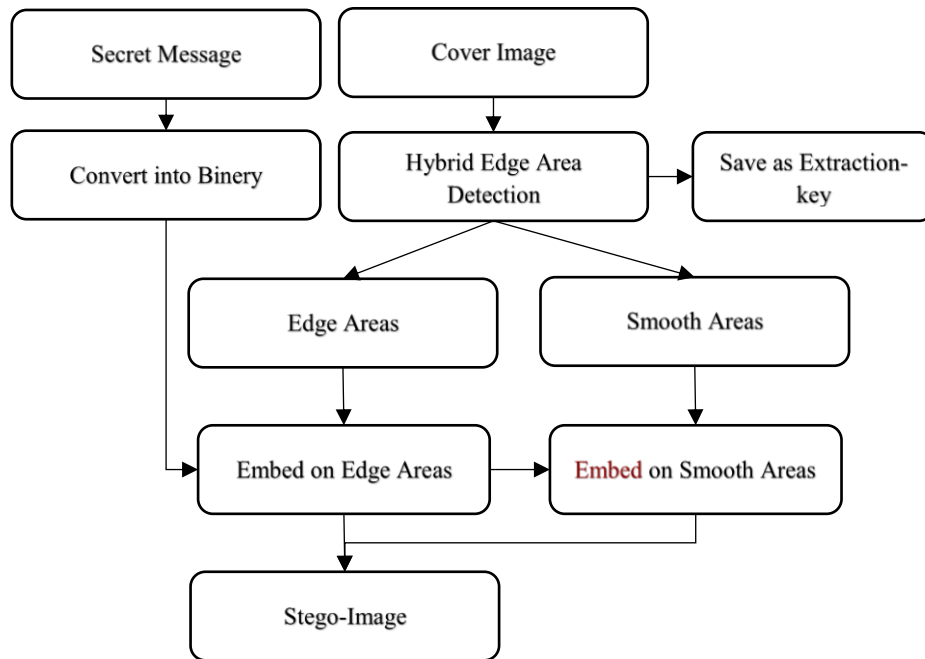 Secret Message
Cover Image
Convert into Binery
Hybrid Edge Area
Detection
Save as Extraction-
key
Edge Areas
Smooth Areas
Embed on Edge Areas
Embed on Smooth Areas
Stego-Image